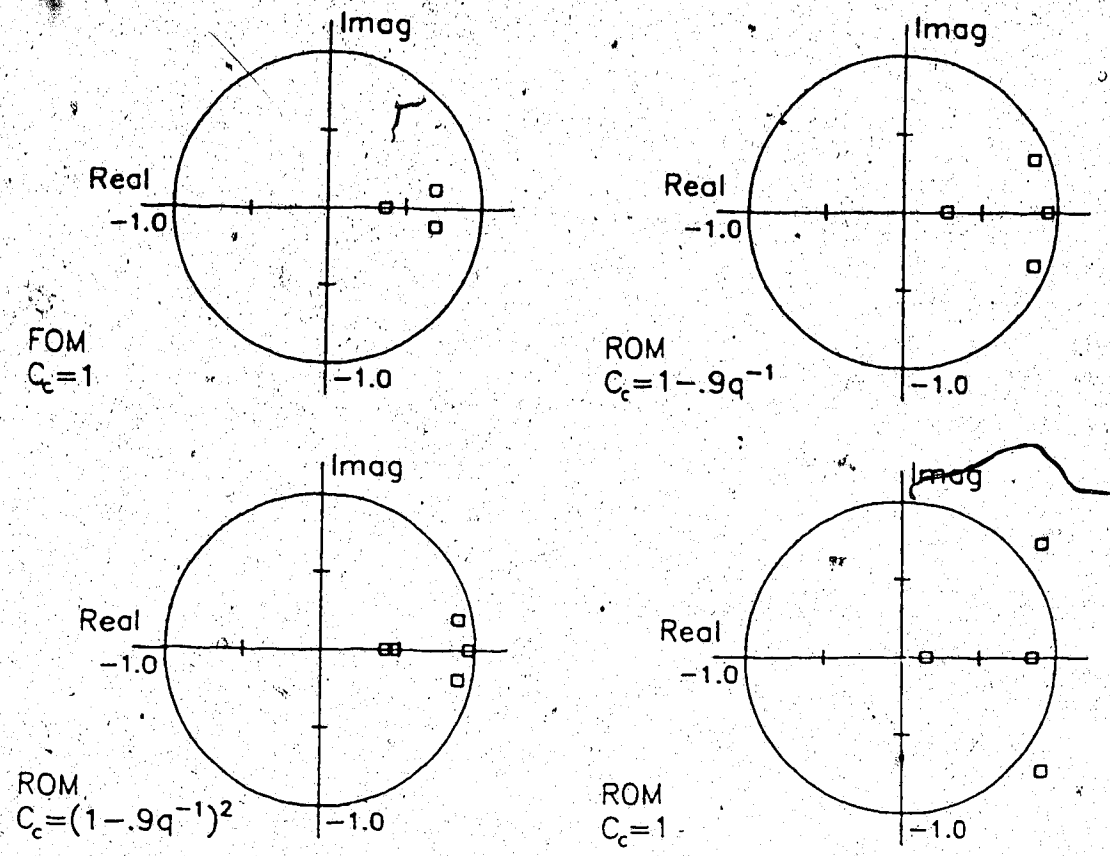 Imag
Real
-1.0
-1.0
FOM
C_c=1
Imag
Real
-1.0
-1.0
ROM
C_c=1-.9q⁻¹
Imag
Real
-1.0
-1.0
ROM
C_c=(1-.9q⁻¹)²
Imag
Real
-1.0
-1.0
ROM
C_c=1